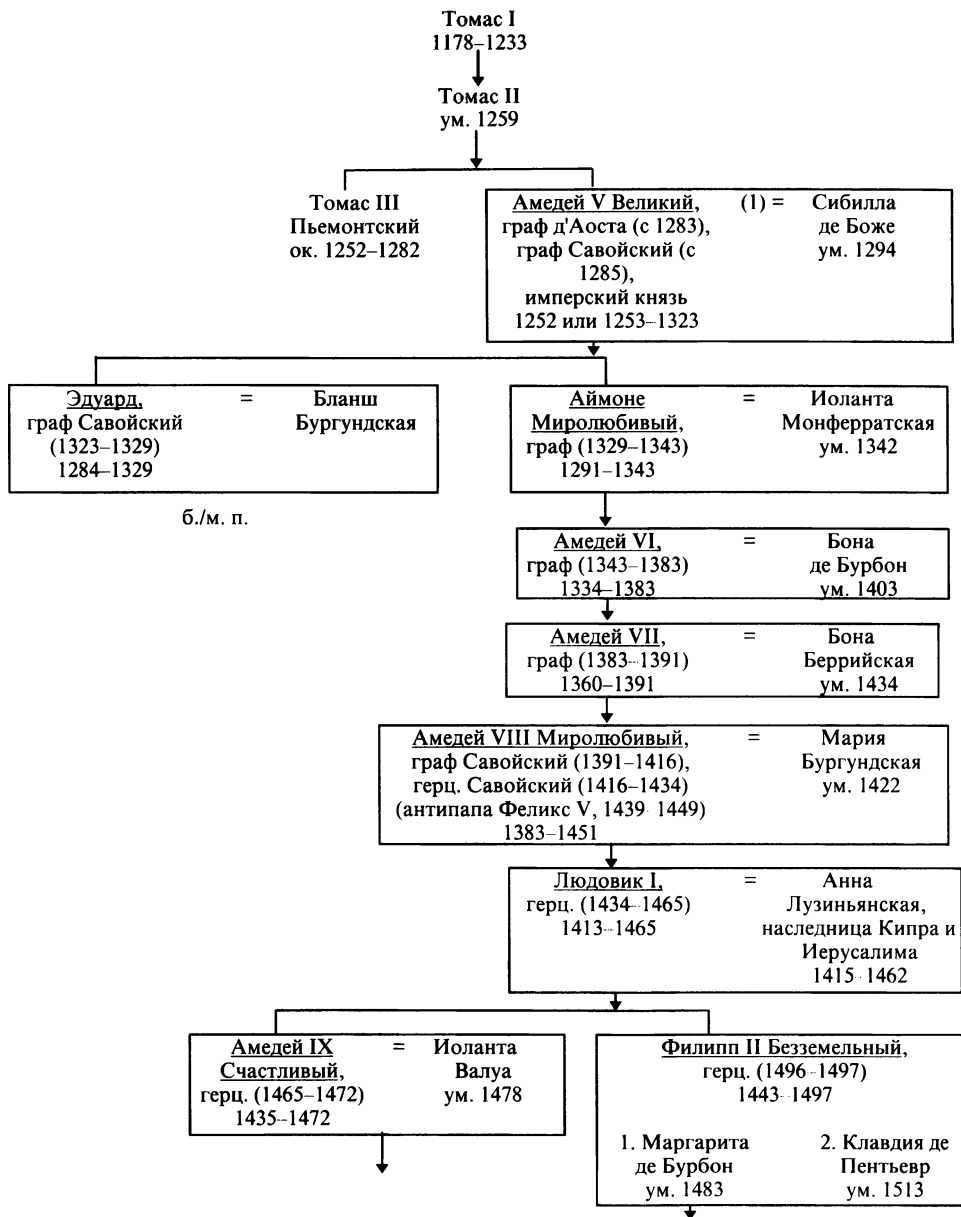 Томас I
1178–1233
Томас II
ум. 1259
Томас III
Пьемонтский
ок. 1252–1282
Амедей V Великий,
граф д'Аоста (с 1283),
граф Савойский (с
1285),
имперский князь
1252 или 1253–1323
(1) =
Сибилла
де Боже
ум. 1294
Эдуард,
граф Савойский
(1323–1329)
1284–1329
=
Бланш
Бургундская
б./м. п.
Аймоне
Миролюбивый,
граф (1329–1343)
1291–1343
=
Иоланта
Монферратская
ум. 1342
Амедей VI,
граф (1343–1383)
1334–1383
=
Бона
де Бурбон
ум. 1403
Амедей VII,
граф (1383–1391)
1360–1391
=
Бона
Беррийская
ум. 1434
Амедей VIII Миролюбивый,
граф Савойский (1391–1416),
герц. Савойский (1416–1434)
(антипапа Феликс V, 1439–1449)
1383–1451
=
Мария
Бургундская
ум. 1422
Людовик I,
герц. (1434–1465)
1413–1465
=
Анна
Лузиньянская,
наследница Кипра и
Иерусалима
1415–1462
Амедей IX
Счастливый,
герц. (1465–1472)
1435–1472
=
Иоланта
Валуа
ум. 1478
Филипп II Безземельный,
герц. (1496–1497)
1443–1497
1. Маргарита
де Бурбон
ум. 1483
2. Клавдия де
Пентьевр
ум. 1513